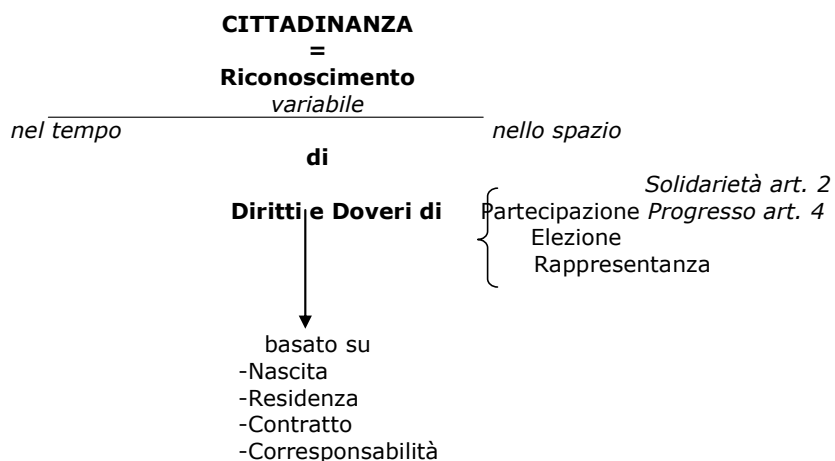 CITTADINANZA
=
Riconoscimento
variabile
nel tempo nello spazio
di
Solidarietà art. 2
Diritti e Doveri di Partecipazione Progresso art. 4
Elezione
Rappresentanza
basato su
-Nascita
-Residenza
-Contratto
-Corresponsabilità